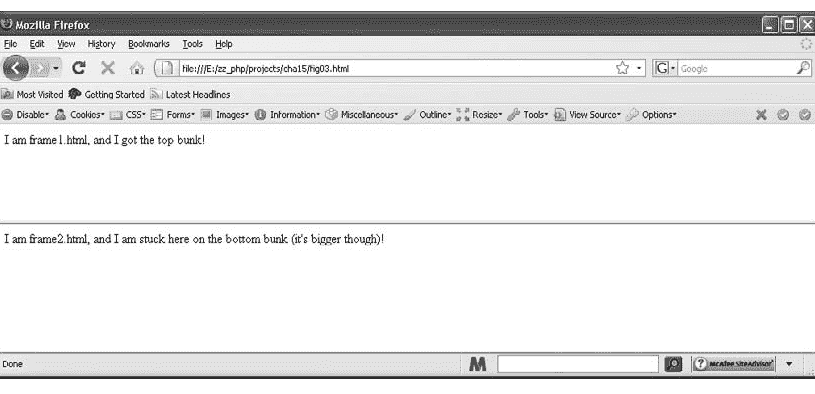 Mozilla Firefox
File Edit View History Bookmarks Tools Help
file:///E:/zz_php/projects/cha15/fig03.html G Google
Most Visited Getting Started Latest Headlines
Disable Cookies CSS Forms Images Information Miscellaneous Outline Resize Tools View Source Options
I am frame1.html, and I got the top bunk!
I am frame2.html, and I am stuck here on the bottom bunk (it's bigger though)!
Done M McAfee SiteAdvisor